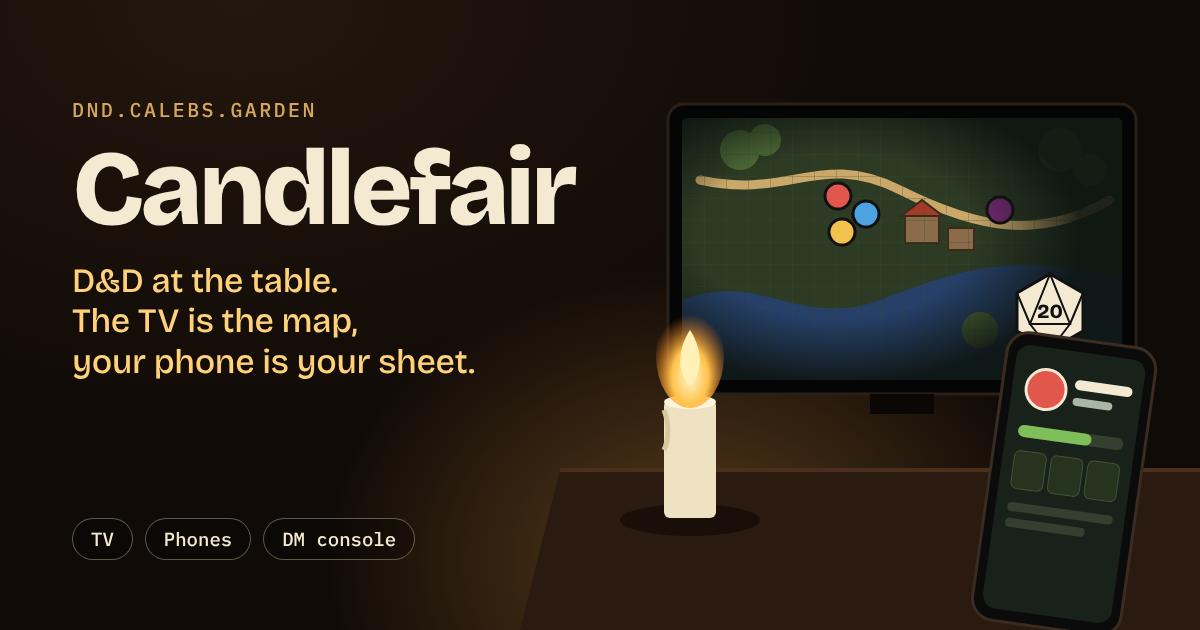 DND.CALEBS.GARDEN
Candlefair
D&D at the table.
The TV is the map,
your phone is your sheet.
20
TV
Phones
DM console